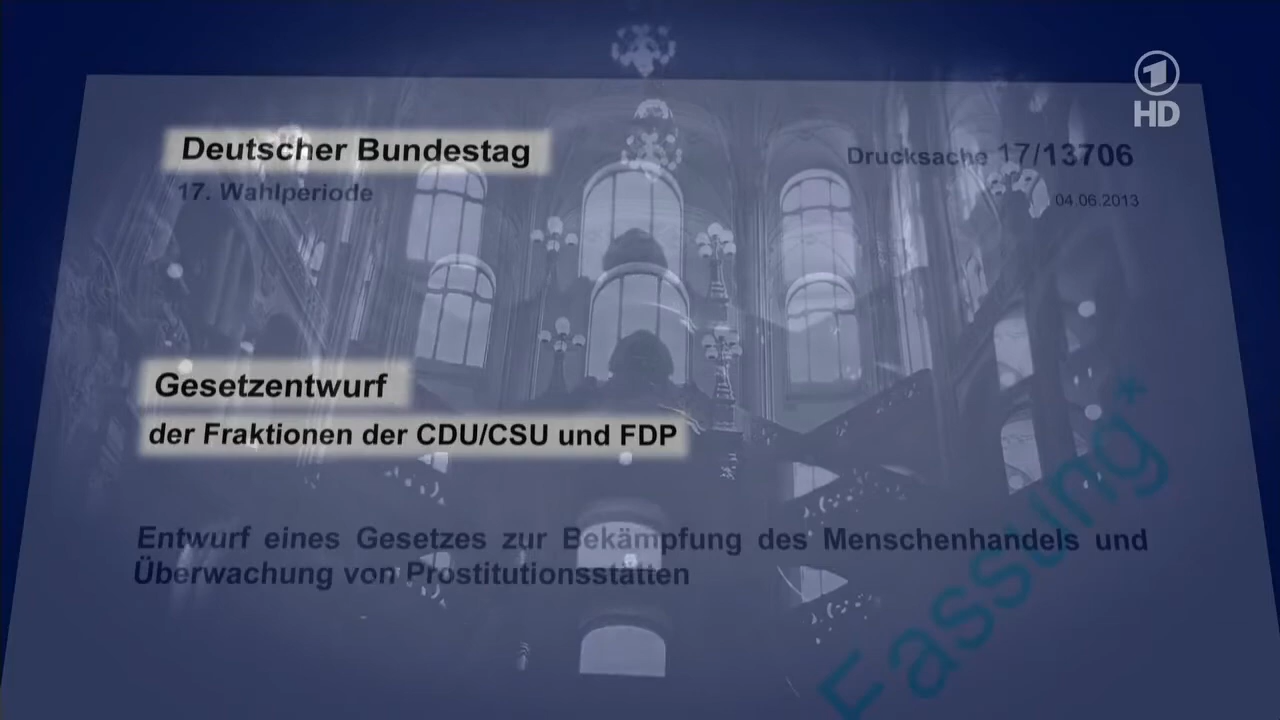 1
HD
Deutscher Bundestag
Drucksache 17/13706
17. Wahlperiode
04.06.2013
Gesetzentwurf
der Fraktionen der CDU/CSU und FDP
Entwurf eines Gesetzes zur Bekämpfung des Menschenhandels und
Überwachung von Prostitutionsstätten
Fassung*